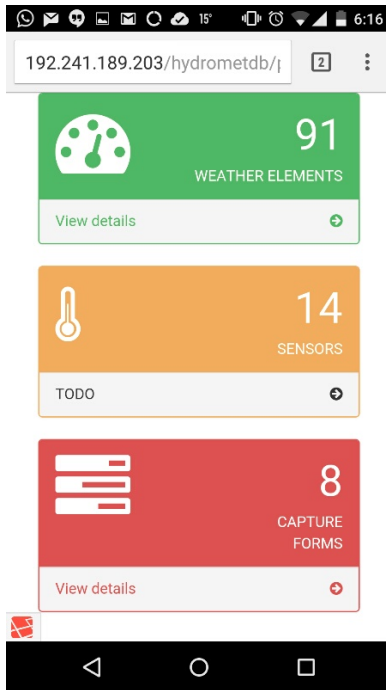 15°
6:16
192.241.189.203/hydrometdb/
2
91
WEATHER ELEMENTS
View details
14
SENSORS
TODO
8
CAPTURE
FORMS
View details